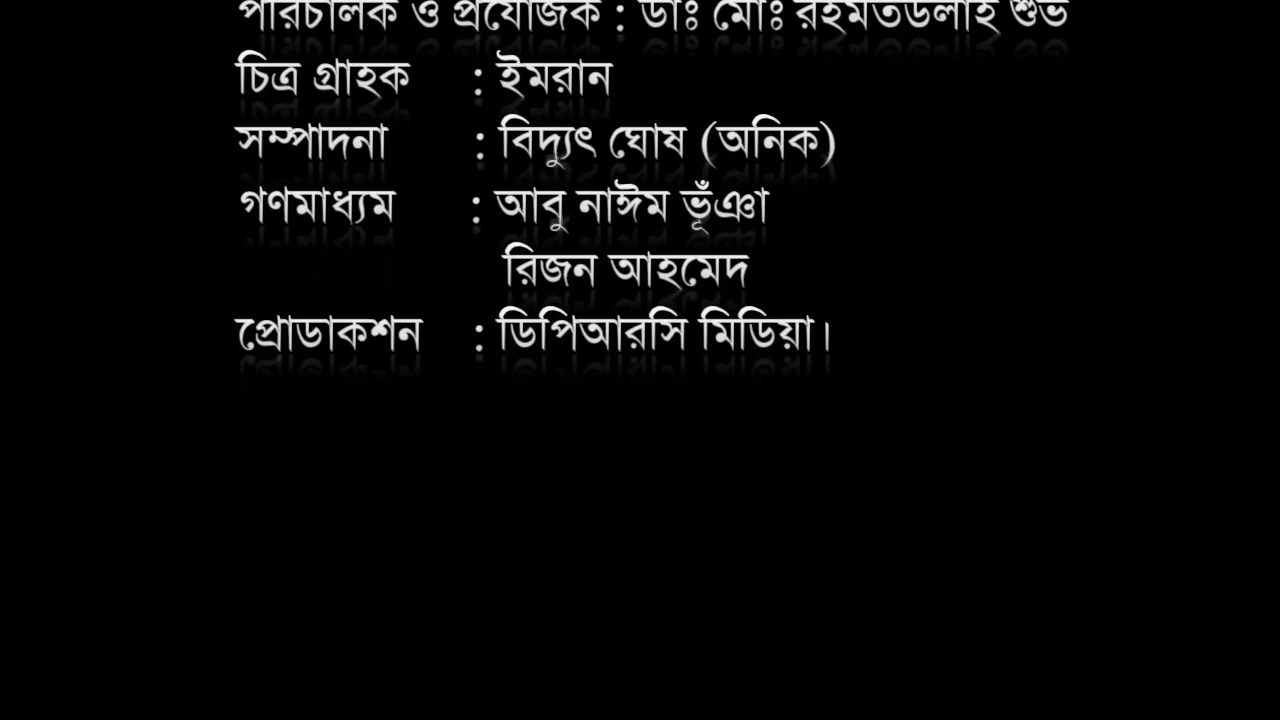 পরিচালক ও প্রযোজক : ডাঃ মোঃ রহমতউলাহ শুভ
চিত্র গ্রাহক : ইমরান
সম্পাদনা : বিদ্যুৎ ঘোষ (অনিক)
গণমাধ্যম : আবু নাঈম ভূঁঞা
রিজন আহমেদ
প্রোডাকশন : ডিপিআরসি মিডিয়া।